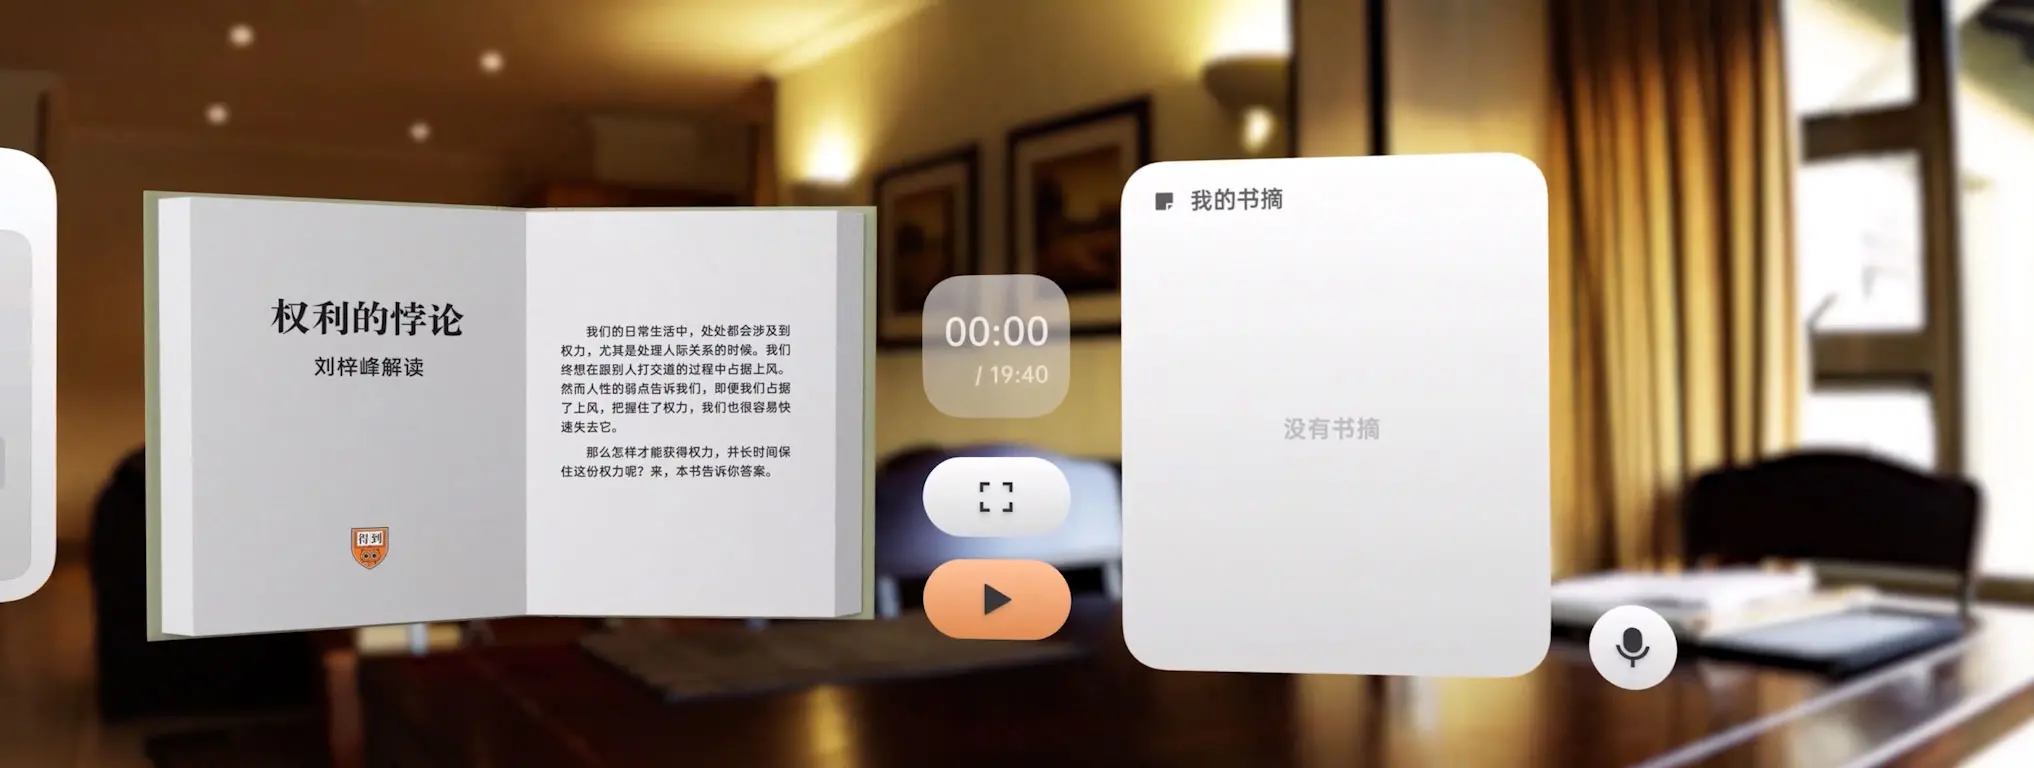 权利的悖论
刘梓峰解读
得到
我们的日常生活中，处处都会涉及到
权力，尤其是处理人际关系的时候。我们
终想在跟别人打交道的过程中占据上风。
然而人性的弱点告诉我们，即便我们占据
了上风，把握住了权力，我们也很容易快
速失去它。
那么怎样才能获得权力，并长时间保
住这份权力呢？来，本书告诉你答案。
00:00
/ 19:40
我的书摘
没有书摘